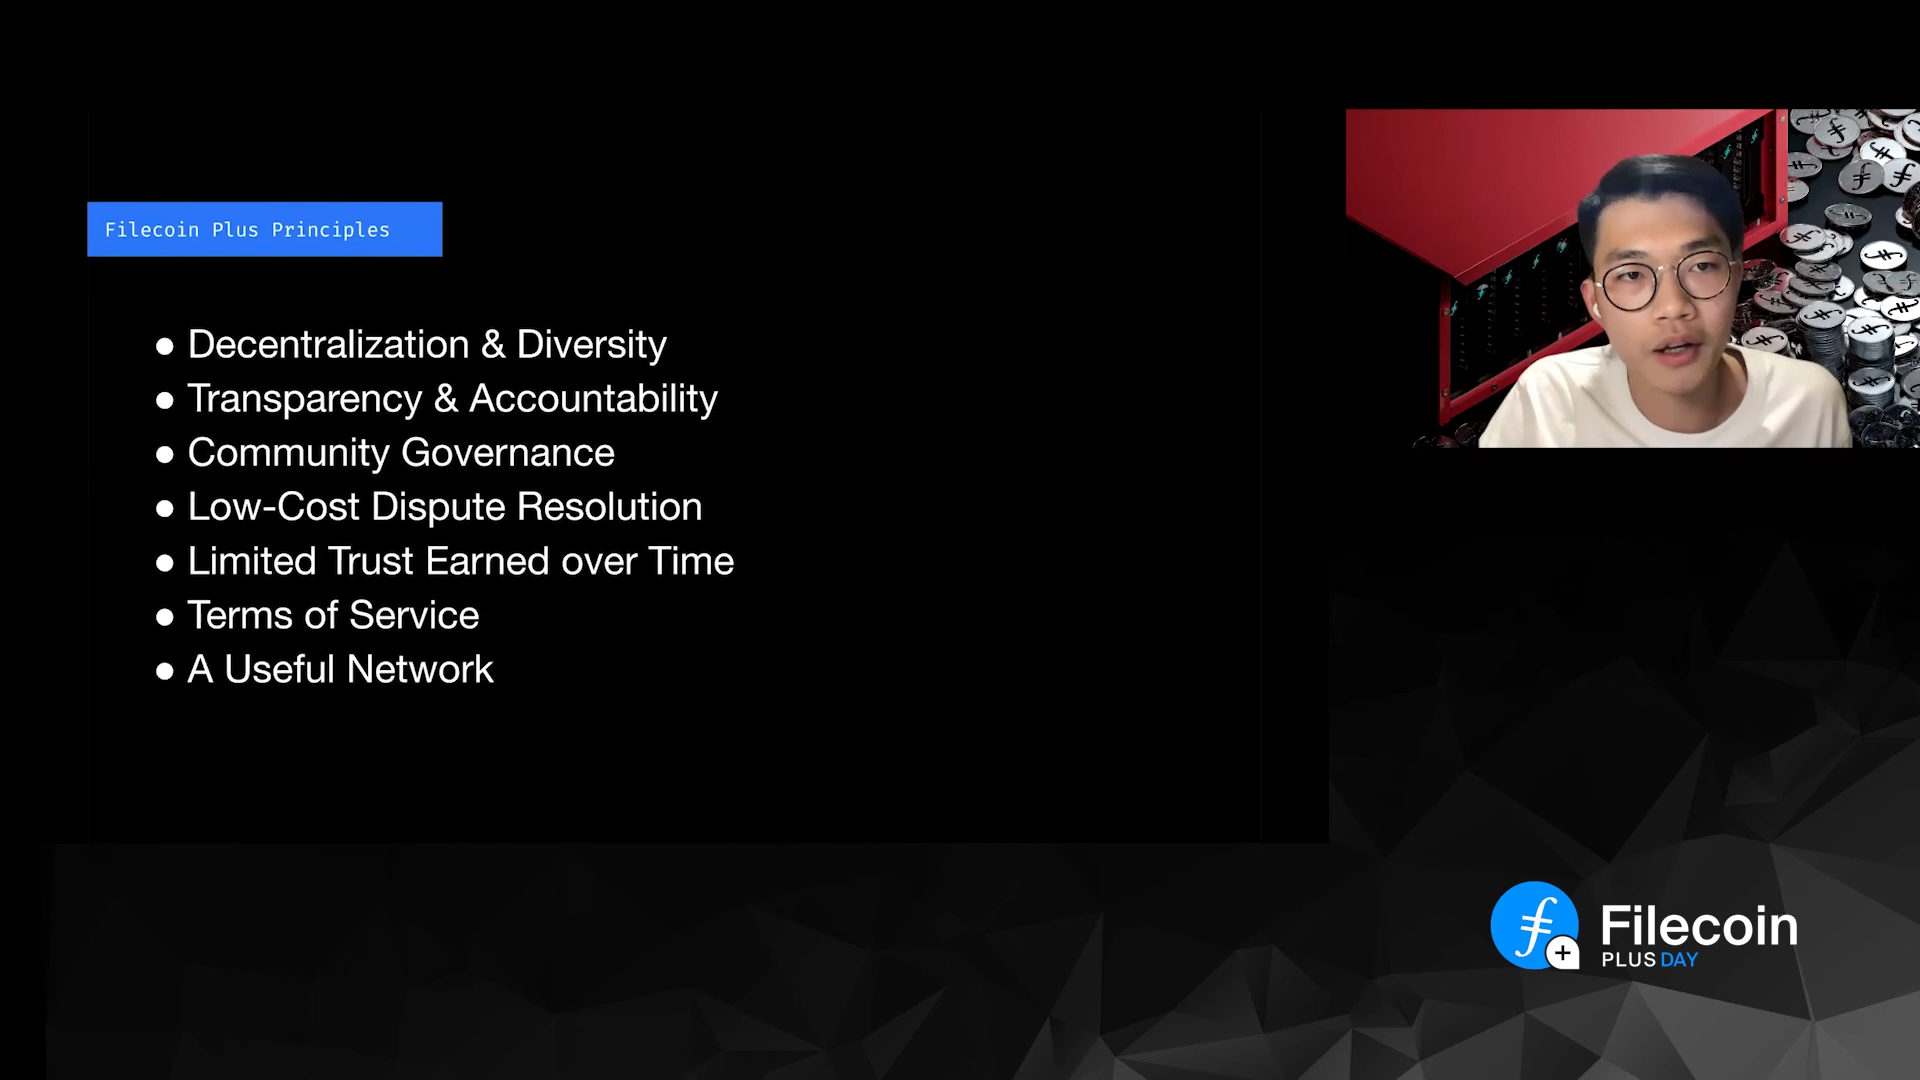 Filecoin Plus Principles
● Decentralization & Diversity
● Transparency & Accountability
● Community Governance
● Low-Cost Dispute Resolution
● Limited Trust Earned over Time
● Terms of Service
● A Useful Network
Filecoin
PLUS DAY